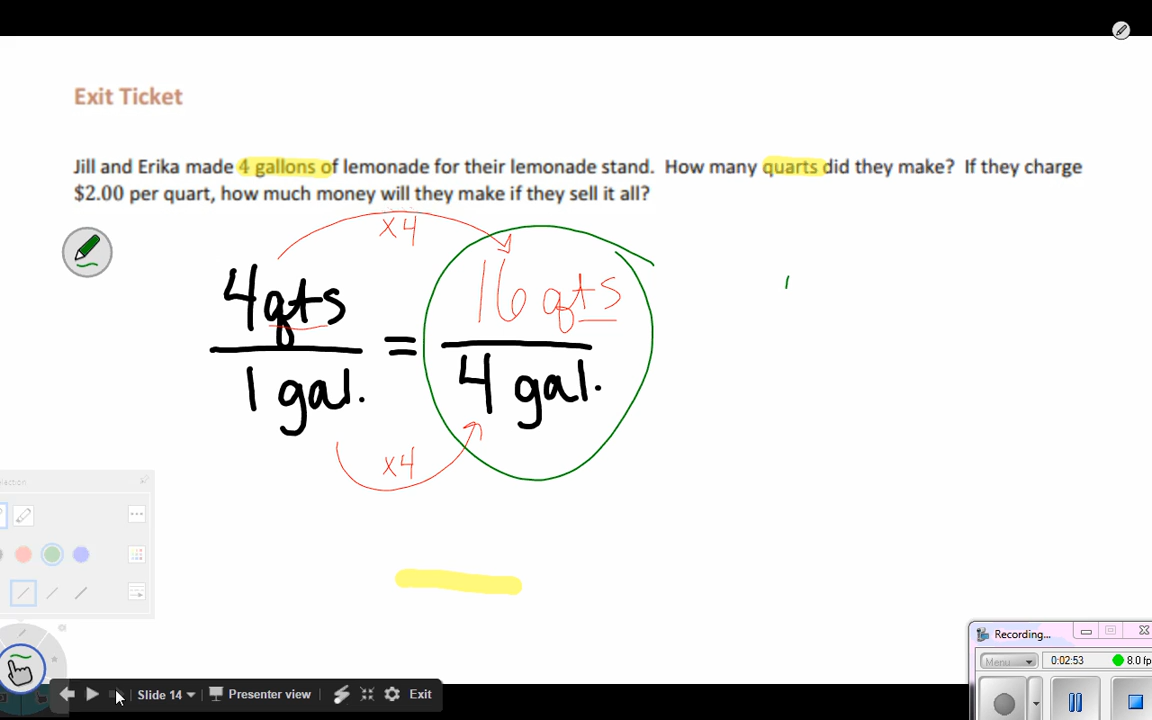 Exit Ticket
Jill and Erika made 4 gallons of lemonade for their lemonade stand. How many quarts did they make? If they charge
$2.00 per quart, how much money will they make if they sell it all?
x4
4qts = 16 qts
1 gal. 4 gal.
x4
Recording...
Menu 0:02:53 8.0 fp
Slide 14 Presenter view Exit